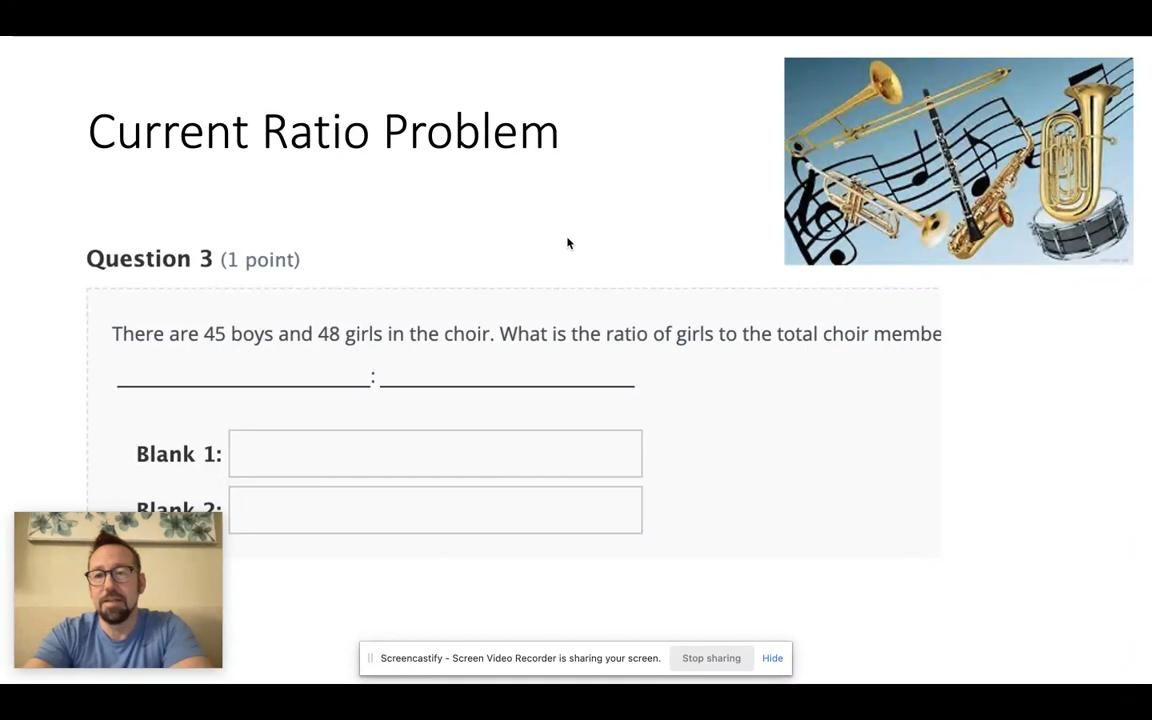 Current Ratio Problem
Question 3 (1 point)
There are 45 boys and 48 girls in the choir. What is the ratio of girls to the total choir membe
:
Blank 1:
Blank 2:
Screencastify - Screen Video Recorder is sharing your screen. Stop sharing Hide